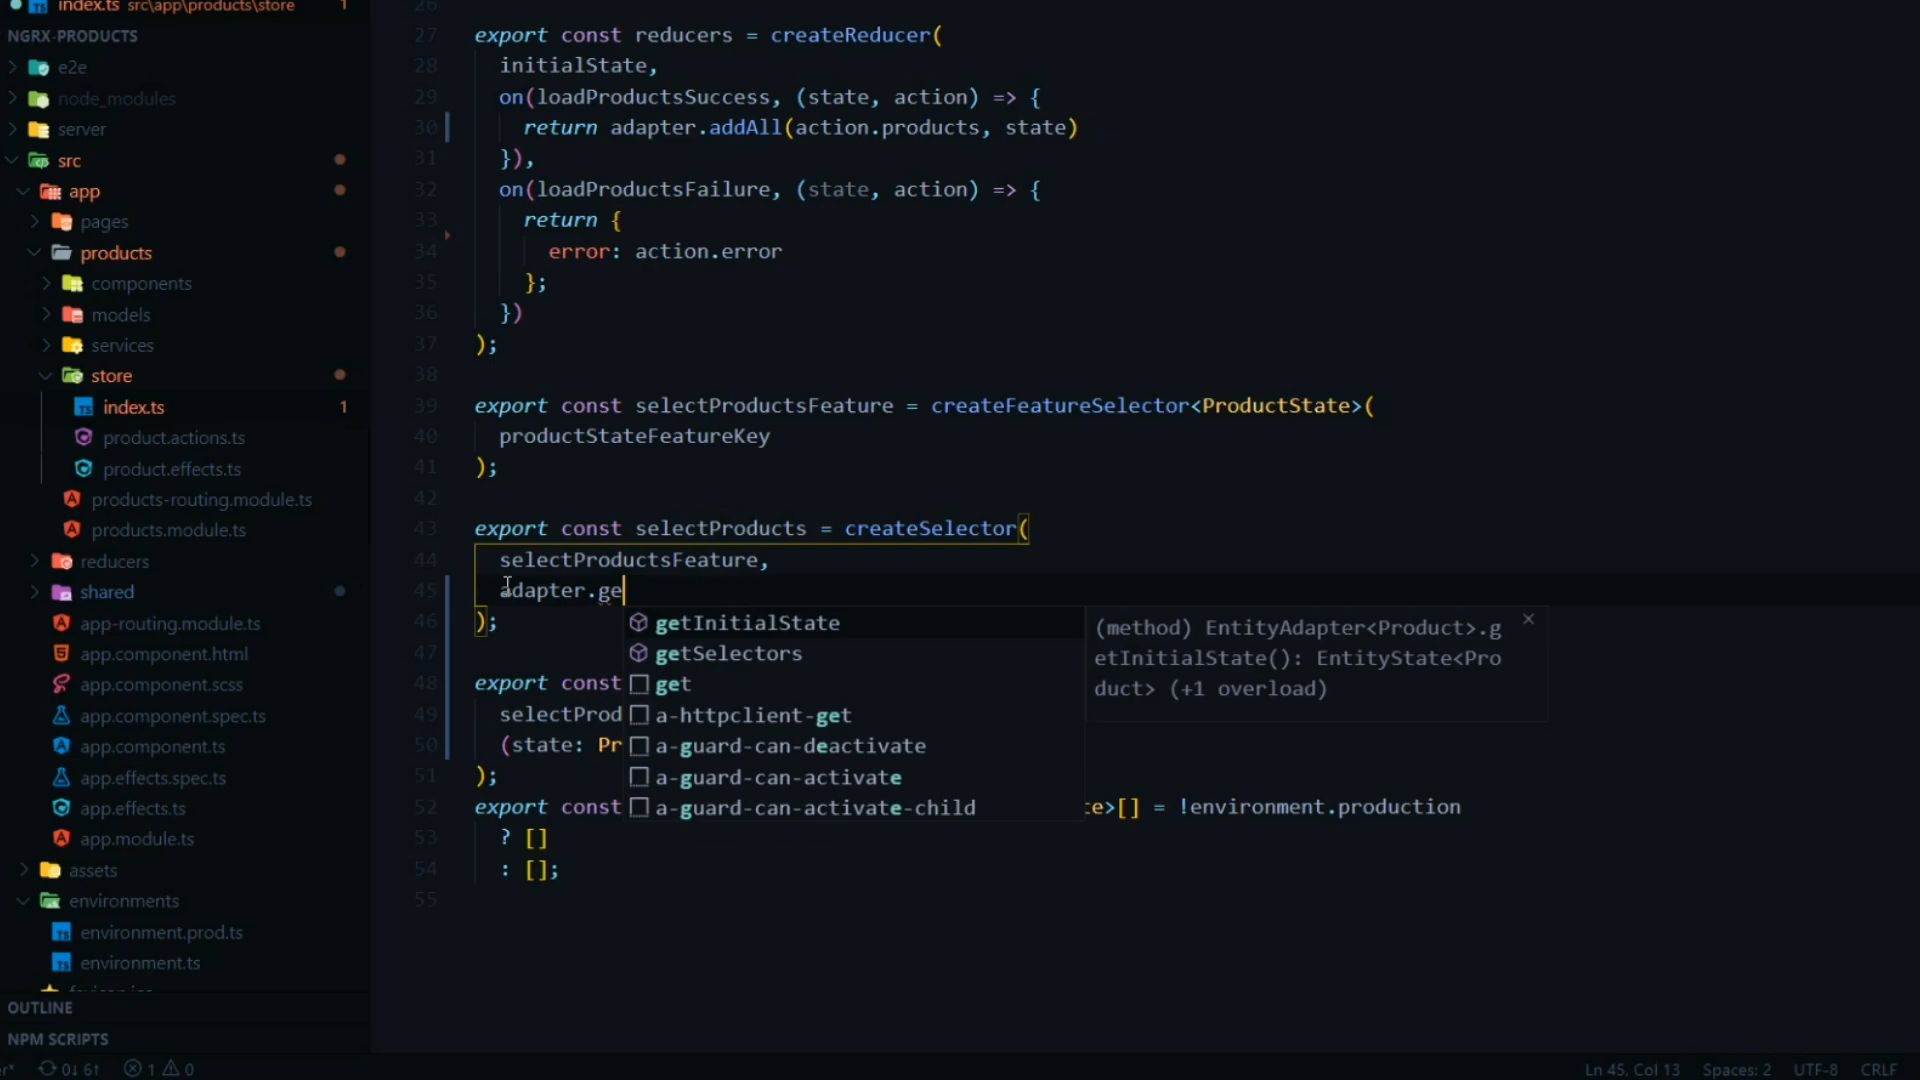 index.ts src\app\products\store 1
NGRX-PRODUCTS
e2e
node_modules
server
src
app
pages
products
components
models
services
store
index.ts 1
product.actions.ts
product.effects.ts
products-routing.module.ts
products.module.ts
reducers
shared
app-routing.module.ts
app.component.html
app.component.scss
app.component.spec.ts
app.component.ts
app.effects.spec.ts
app.effects.ts
app.module.ts
assets
environments
environment.prod.ts
environment.ts
OUTLINE
NPM SCRIPTS
26
27 export const reducers = createReducer(
28 initialState,
29 on(loadProductsSuccess, (state, action) => {
30 return adapter.addAll(action.products, state)
31 }),
32 on(loadProductsFailure, (state, action) => {
33 return {
34 error: action.error
35 };
36 })
37 );
38
39 export const selectProductsFeature = createFeatureSelector<ProductState>(
40 productStateFeatureKey
41 );
42
43 export const selectProducts = createSelector(
44 selectProductsFeature,
45 adapter.ge
46 );
47
48 export const
49 selectProd
50 (state: Pr
51 );
52 export const te>[] = !environment.production
53 ? []
54 : [];
55
getInitialState
getSelectors
get
a-httpclient-get
a-guard-can-deactivate
a-guard-can-activate
a-guard-can-activate-child
(method) EntityAdapter<Product>.g
etInitialState(): EntityState<Pro
duct> (+1 overload)
0↓ 6↑ 1 0 Ln 45, Col 13 Spaces: 2 UTF-8 CRLF